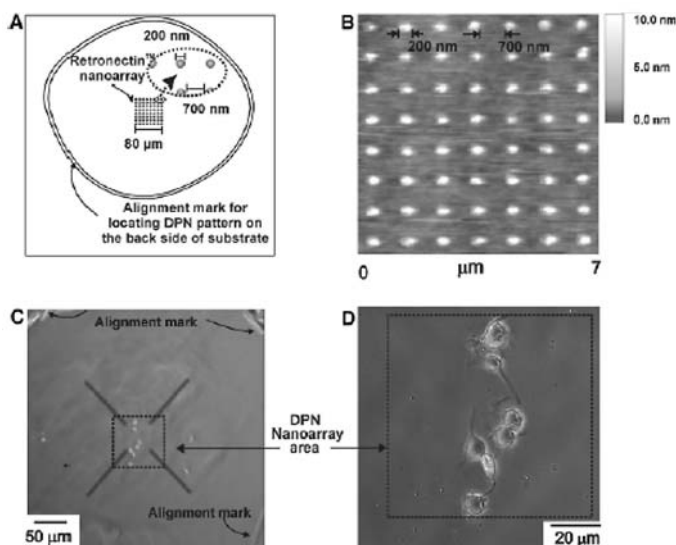 A
200 nm
Retronectin
nanoarray
700 nm
80 µm
Alignment mark for
locating DPN pattern on
the back side of substrate
B
200 nm
700 nm
10.0 nm
5.0 nm
0.0 nm
0
µm
7
C
Alignment mark
Alignment mark
50 µm
DPN
Nanoarray
area
D
20 µm